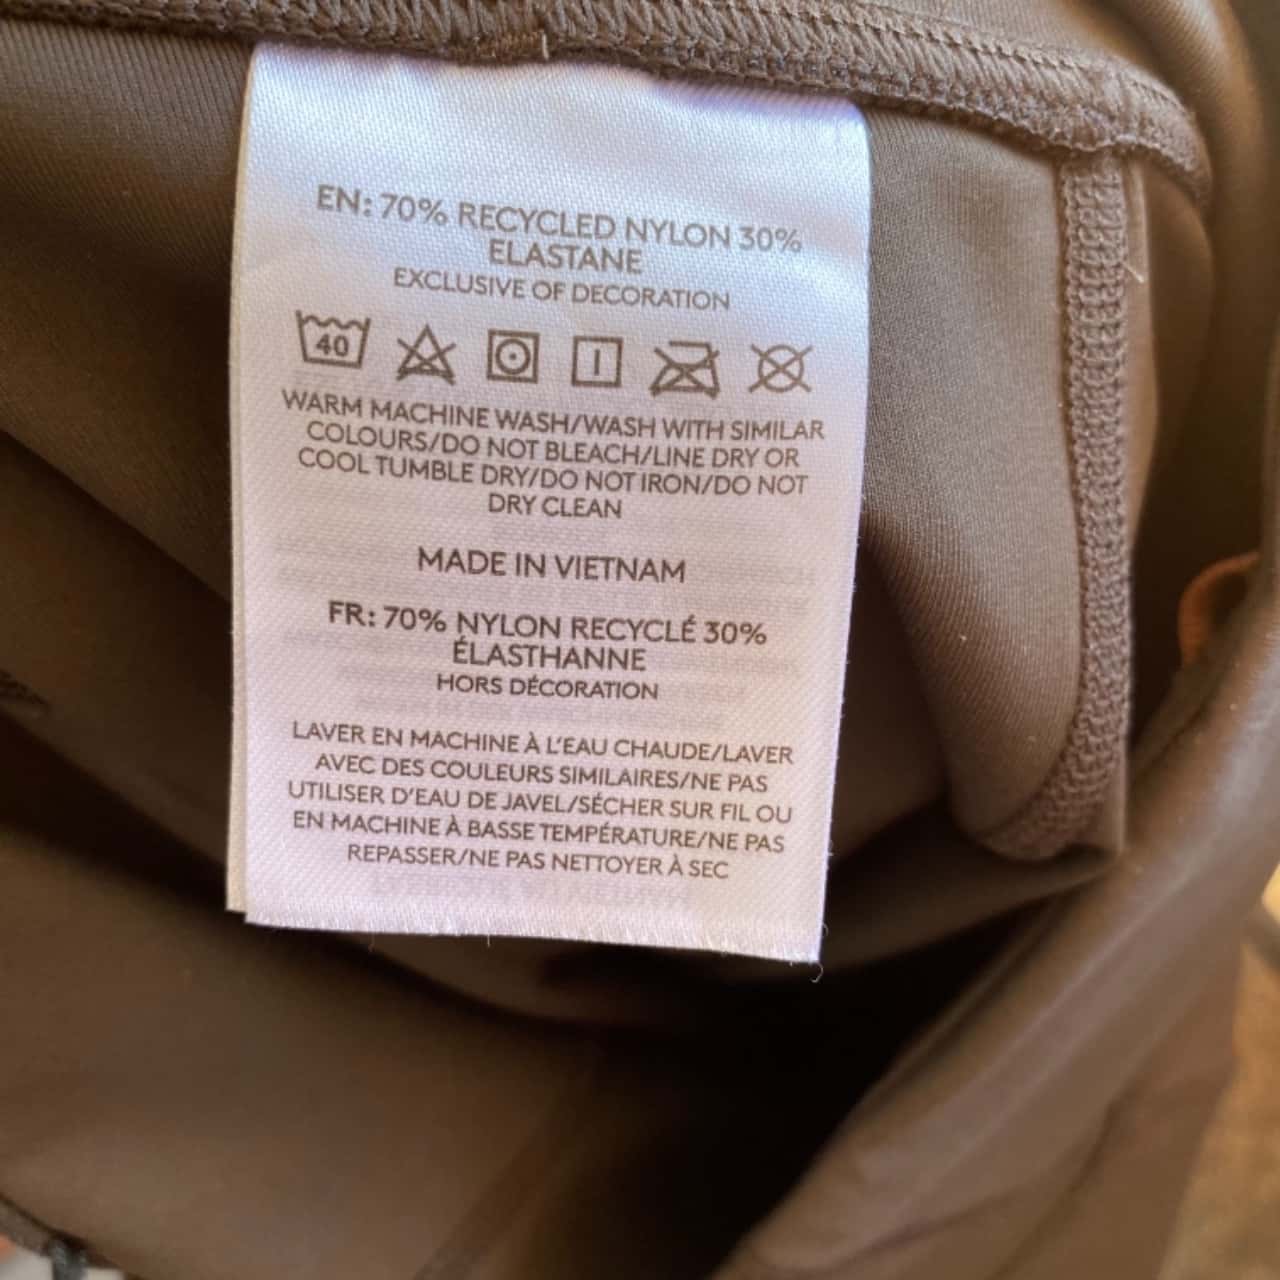 EN: 70% RECYCLED NYLON 30%
ELASTANE
EXCLUSIVE OF DECORATION
40
WARM MACHINE WASH/WASH WITH SIMILAR
COLOURS/DO NOT BLEACH/LINE DRY OR
COOL TUMBLE DRY/DO NOT IRON/DO NOT
DRY CLEAN
MADE IN VIETNAM
FR: 70% NYLON RECYCLÉ 30%
ÉLASTHANNE
HORS DÉCORATION
LAVER EN MACHINE À L'EAU CHAUDE/LAVER
AVEC DES COULEURS SIMILAIRES/NE PAS
UTILISER D'EAU DE JAVEL/SÉCHER SUR FIL OU
EN MACHINE À BASSE TEMPÉRATURE/NE PAS
REPASSER/NE PAS NETTOYER À SEC